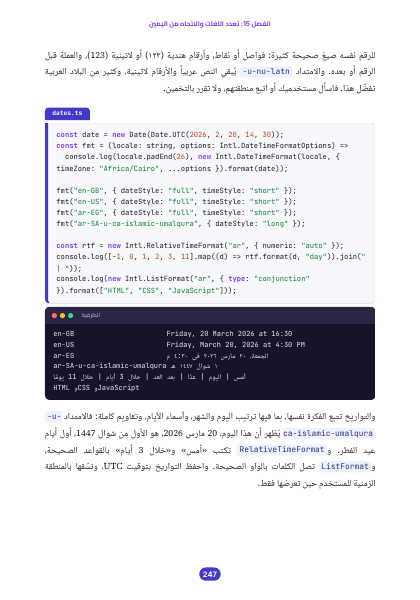 الفصل 15: تعدد اللغات والاتجاه من اليمين
للرقم نفسه صيغ صحيحة كثيرة: فواصل أو نقاط، وأرقام هندية (١٢٣) أو لاتينية (123)، والعملة قبل
الرقم أو بعده. والامتداد -u-nu-latn يُبقي النص عربياً والأرقام لاتينية، وكثير من البلاد العربية
تفضّل هذا. فاسأل مستخدميك أو اتبع منطقتهم، ولا تقرر بالتخمين.
dates.ts
const date = new Date(Date.UTC(2026, 2, 20, 14, 30));
const fmt = (locale: string, options: Intl.DateTimeFormatOptions) =>
console.log(locale.padEnd(26), new Intl.DateTimeFormat(locale, {
timeZone: "Africa/Cairo", ...options }).format(date));
fmt("en-GB", { dateStyle: "full", timeStyle: "short" });
fmt("en-US", { dateStyle: "full", timeStyle: "short" });
fmt("ar-EG", { dateStyle: "full", timeStyle: "short" });
fmt("ar-SA-u-ca-islamic-umalqura", { dateStyle: "long" });
const rtf = new Intl.RelativeTimeFormat("ar", { numeric: "auto" });
console.log([-1, 0, 1, 2, 3, 11].map((d) => rtf.format(d, "day")).join("
| "));
console.log(new Intl.ListFormat("ar", { type: "conjunction"
}).format(["HTML", "CSS", "JavaScript"]));
الطرفية
en-GB Friday, 20 March 2026 at 16:30
en-US Friday, March 20, 2026 at 4:30 PM
ar-EG الجمعة، ٢٠ مارس ٢٠٢٦ في ٤:٣٠ م
ar-SA-u-ca-islamic-umalqura ١ شوال ١٤٤٧ هـ
أمس | اليوم | غدًا | بعد الغد | خلال 3 أيام | خلال 11 يومًا
HTML وCSS وJavaScript
والتواريخ تتبع الفكرة نفسها، بما فيها ترتيب اليوم والشهر، وأسماء الأيام، وتقاويم كاملة: فالامتداد -u-
ca-islamic-umalqura يُظهر أن هذا اليوم، 20 مارس 2026، هو الأول من شوال 1447، أول أيام
عيد الفطر. وRelativeTimeFormat تكتب «أمس» و«خلال 3 أيام» بالقواعد الصحيحة،
وListFormat تصل الكلمات بالواو الصحيحة. واحفظ التواريخ بتوقيت UTC، ونسّقها بالمنطقة
الزمنية للمستخدم حين تعرضها فقط.
247